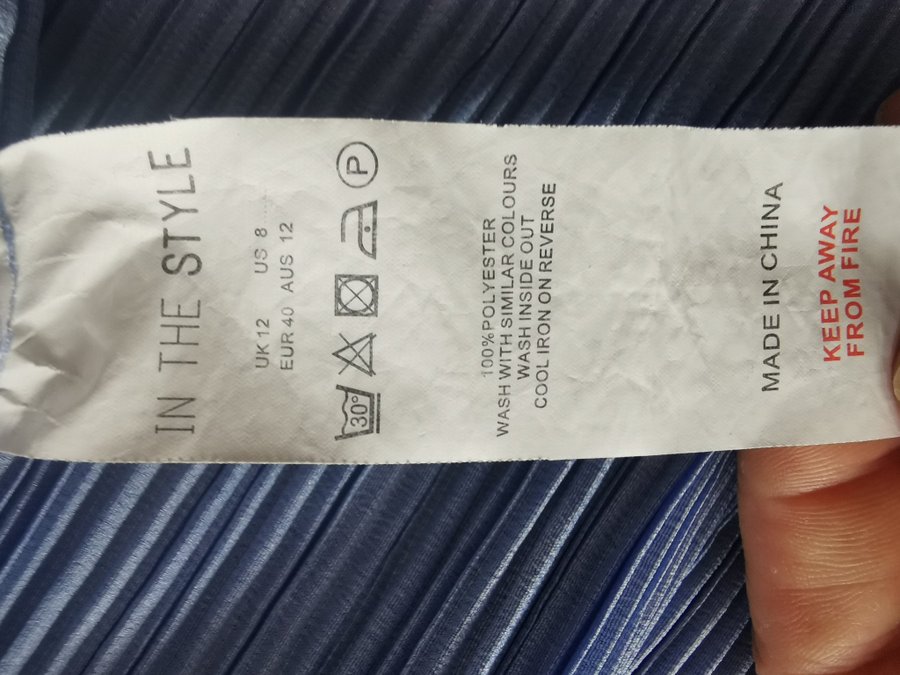 IN THE STYLE
UK 12 US 8
EUR 40 AUS 12
30° P
100% POLYESTER
WASH WITH SIMILAR COLOURS
WASH INSIDE OUT
COOL IRON ON REVERSE
MADE IN CHINA
KEEP AWAY
FROM FIRE